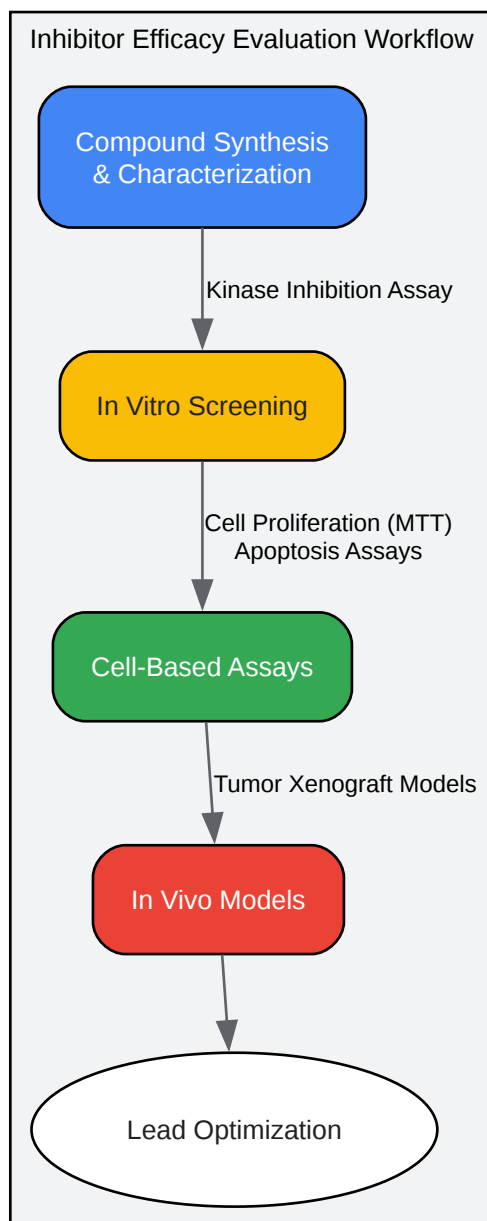 Inhibitor Efficacy Evaluation Workflow
Compound Synthesis
& Characterization
Kinase Inhibition Assay
In Vitro Screening
Cell Proliferation (MTT)
Apoptosis Assays
Cell-Based Assays
Tumor Xenograft Models
In Vivo Models
Lead Optimization